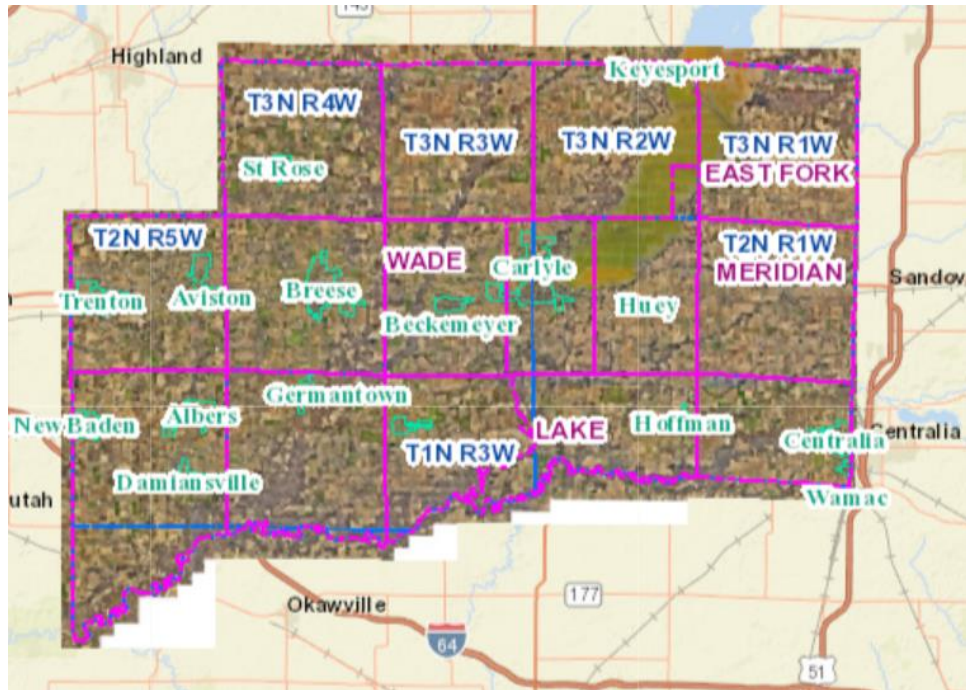 143
Highland
Keyesport
T3N R4W
T3N R3W
T3N R2W
T3N R1W
EAST FORK
St Rose
T2N R5W
T2N R1W
MERIDIAN
WADE
Carlyle
Sandov
Trenton
Aviston
Breese
Huey
Beckemeyer
Germantown
New Baden
Albers
LAKE
Hoffman
Centralia
Centralia
T1N R3W
Damiansville
Wamac
utah
Okawville
177
64
51